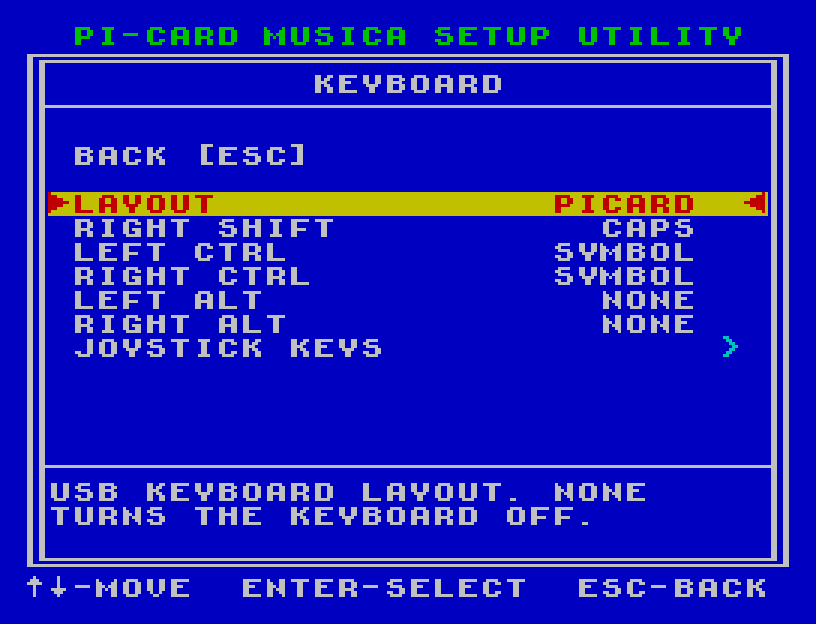 PI-CARD MUSICA SETUP UTILITY
KEYBOARD
BACK [ESC]
LAYOUT PICARD
RIGHT SHIFT CAPS
LEFT CTRL SYMBOL
RIGHT CTRL SYMBOL
LEFT ALT NONE
RIGHT ALT NONE
JOYSTICK KEYS >
USB KEYBOARD LAYOUT. NONE
TURNS THE KEYBOARD OFF.
↑↓-MOVE ENTER-SELECT ESC-BACK